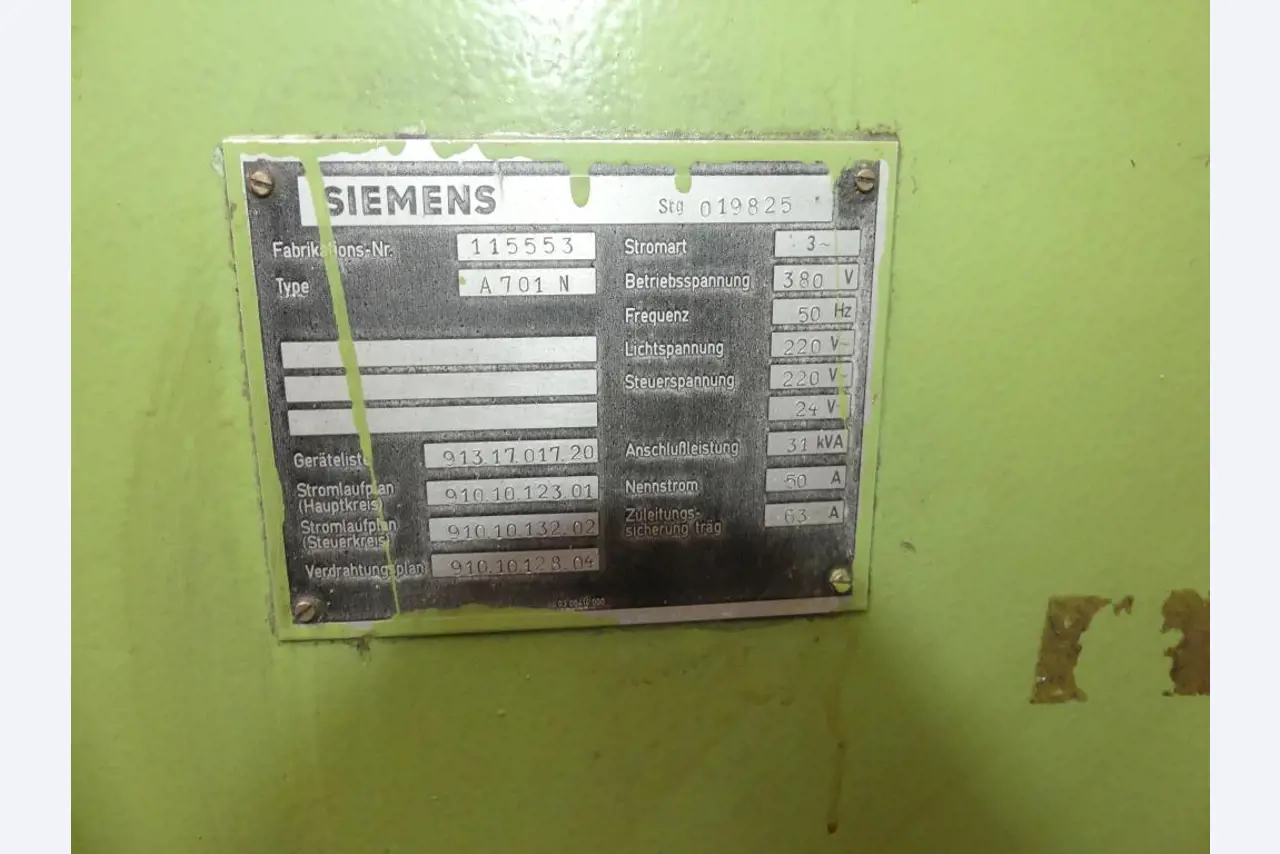 SIEMENS Stg 019825
Fabrikations-Nr. 115553
Type A 701 N
Geräteliste 913.17.017.20
Stromlaufplan (Hauptkreis) 910.10.123.01
Stromlaufplan (Steuerkreis) 910.10.132.02
Verdrahtungsplan 910.10.128.04
Stromart 3~
Betriebsspannung 380 V
Frequenz 50 Hz
Lichtspannung 220 V~
Steuerspannung 220 V~
24 V-
Anschlußleistung 31 kVA
Nennstrom 50 A
Zuleitungs-
sicherung träg 63 A